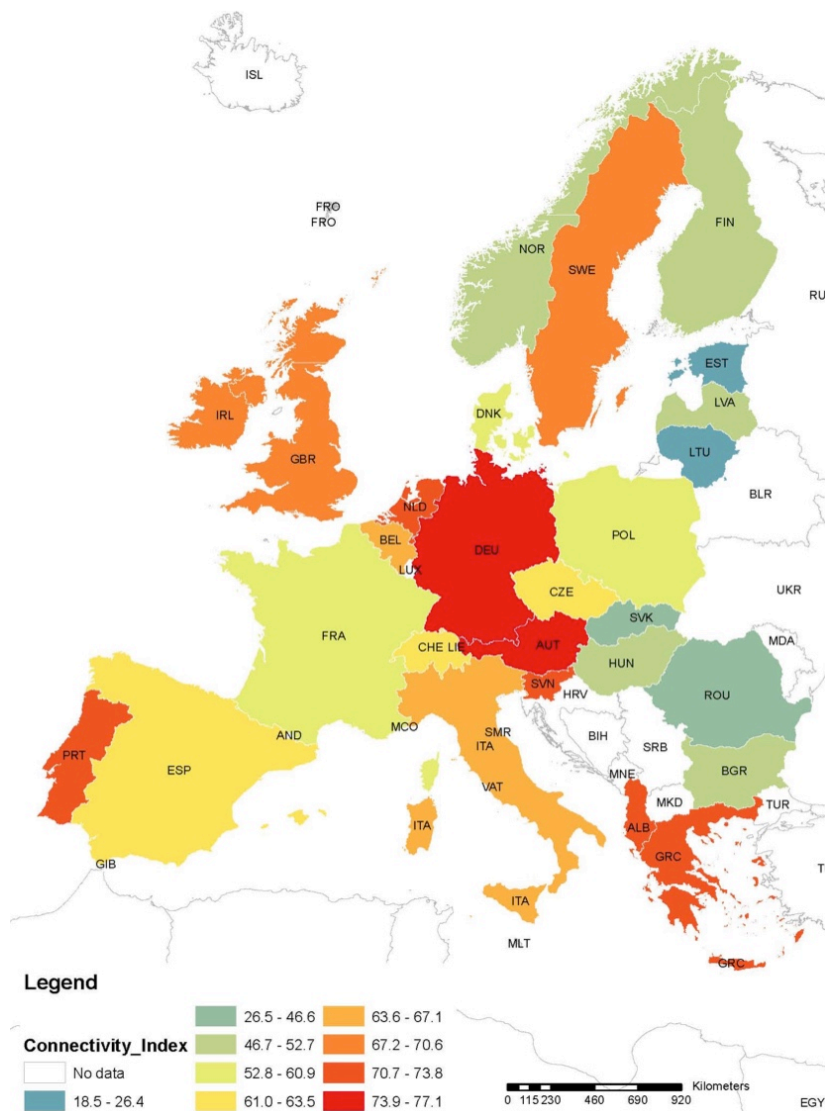 ISL
FRO
FRO
FIN
NOR
SWE
RU
EST
LVA
DNK
IRL
LTU
GBR
BLR
NLD
POL
BEL
DEU
LUX
CZE
UKR
SVK
FRA
MDA
CHE LIE
AUT
HUN
SVN
HRV
ROU
MCO
SMR
AND
BIH
ITA
SRB
PRT
ESP
MNE
BGR
VAT
MKD
TUR
ITA
ALB
GRC
GIB
T
ITA
MLT
GRC
Legend
Connectivity_Index
No data
18.5 - 26.4
26.5 - 46.6
46.7 - 52.7
52.8 - 60.9
61.0 - 63.5
63.6 - 67.1
67.2 - 70.6
70.7 - 73.8
73.9 - 77.1
Kilometers
0 115 230 460 690 920
EGY